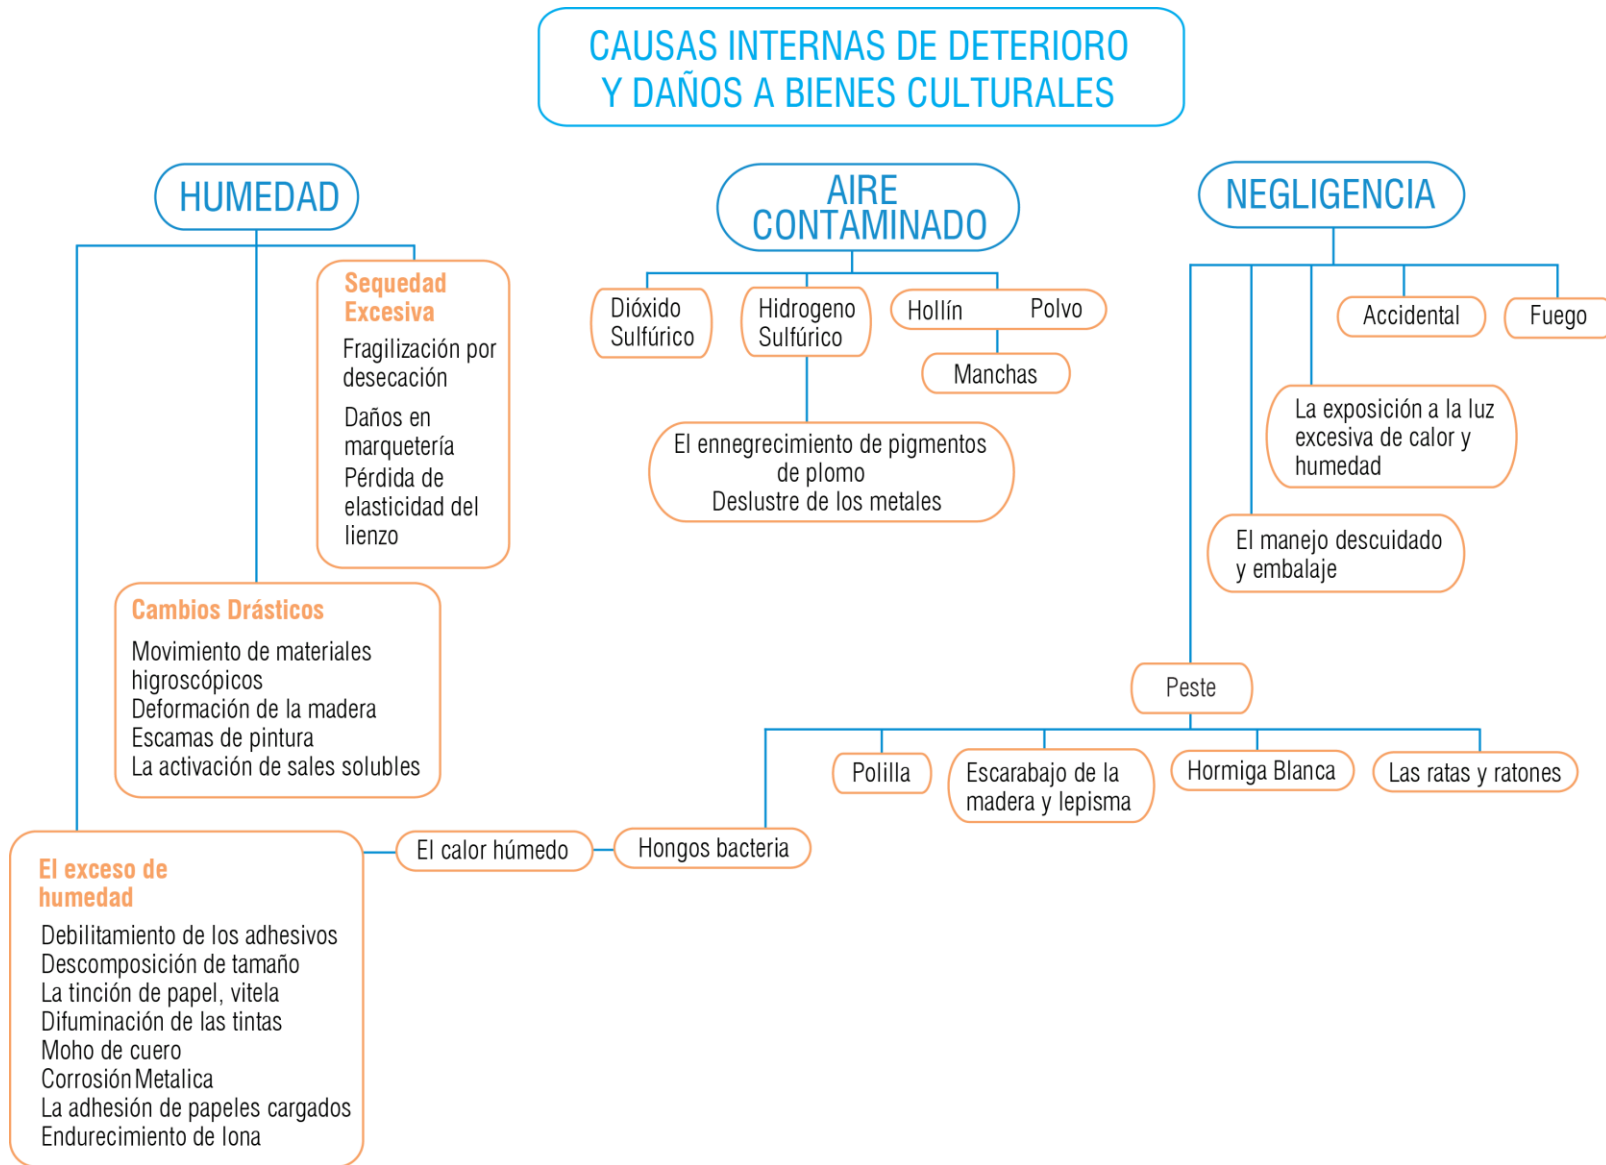 CAUSAS INTERNAS DE DETERIORO
Y DAÑOS A BIENES CULTURALES
HUMEDAD
Sequedad
Excesiva
Fragilización por
desecación
Daños en
marquetería
Pérdida de
elasticidad del
lienzo
Cambios Drásticos
Movimiento de materiales
higroscópicos
Deformación de la madera
Escamas de pintura
La activación de sales solubles
El exceso de
humedad
Debilitamiento de los adhesivos
Descomposición de tamaño
La tinción de papel, vitela
Difuminación de las tintas
Moho de cuero
Corrosión Metalica
La adhesión de papeles cargados
Endurecimiento de lona
El calor húmedo
Hongos bacteria
AIRE
CONTAMINADO
Dióxido
Sulfúrico
Hidrogeno
Sulfúrico
Hollín Polvo
Manchas
El ennegrecimiento de pigmentos
de plomo
Deslustre de los metales
NEGLIGENCIA
Accidental
Fuego
La exposición a la luz
excesiva de calor y
humedad
El manejo descuidado
y embalaje
Peste
Polilla
Escarabajo de la
madera y lepisma
Hormiga Blanca
Las ratas y ratones